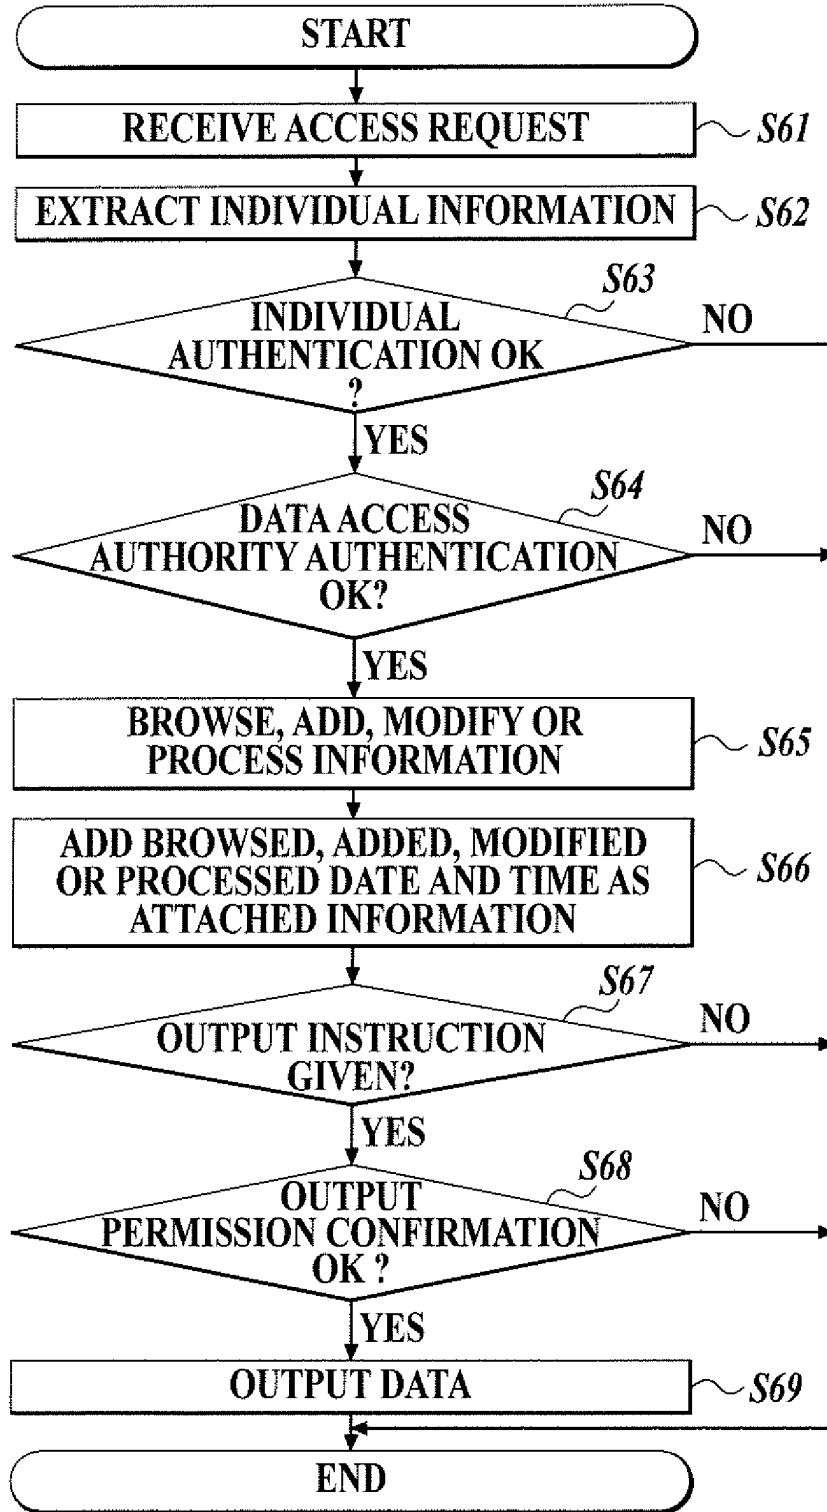 START
RECEIVE ACCESS REQUEST
S61
EXTRACT INDIVIDUAL INFORMATION
S62
S63
INDIVIDUAL
AUTHENTICATION OK
?
NO
YES
S64
DATA ACCESS
AUTHORITY AUTHENTICATION
OK?
NO
YES
BROWSE, ADD, MODIFY OR
PROCESS INFORMATION
S65
ADD BROWSED, ADDED, MODIFIED
OR PROCESSED DATE AND TIME AS
ATTACHED INFORMATION
S66
S67
OUTPUT INSTRUCTION
GIVEN?
NO
YES
S68
OUTPUT
PERMISSION CONFIRMATION
OK ?
NO
YES
OUTPUT DATA
S69
END